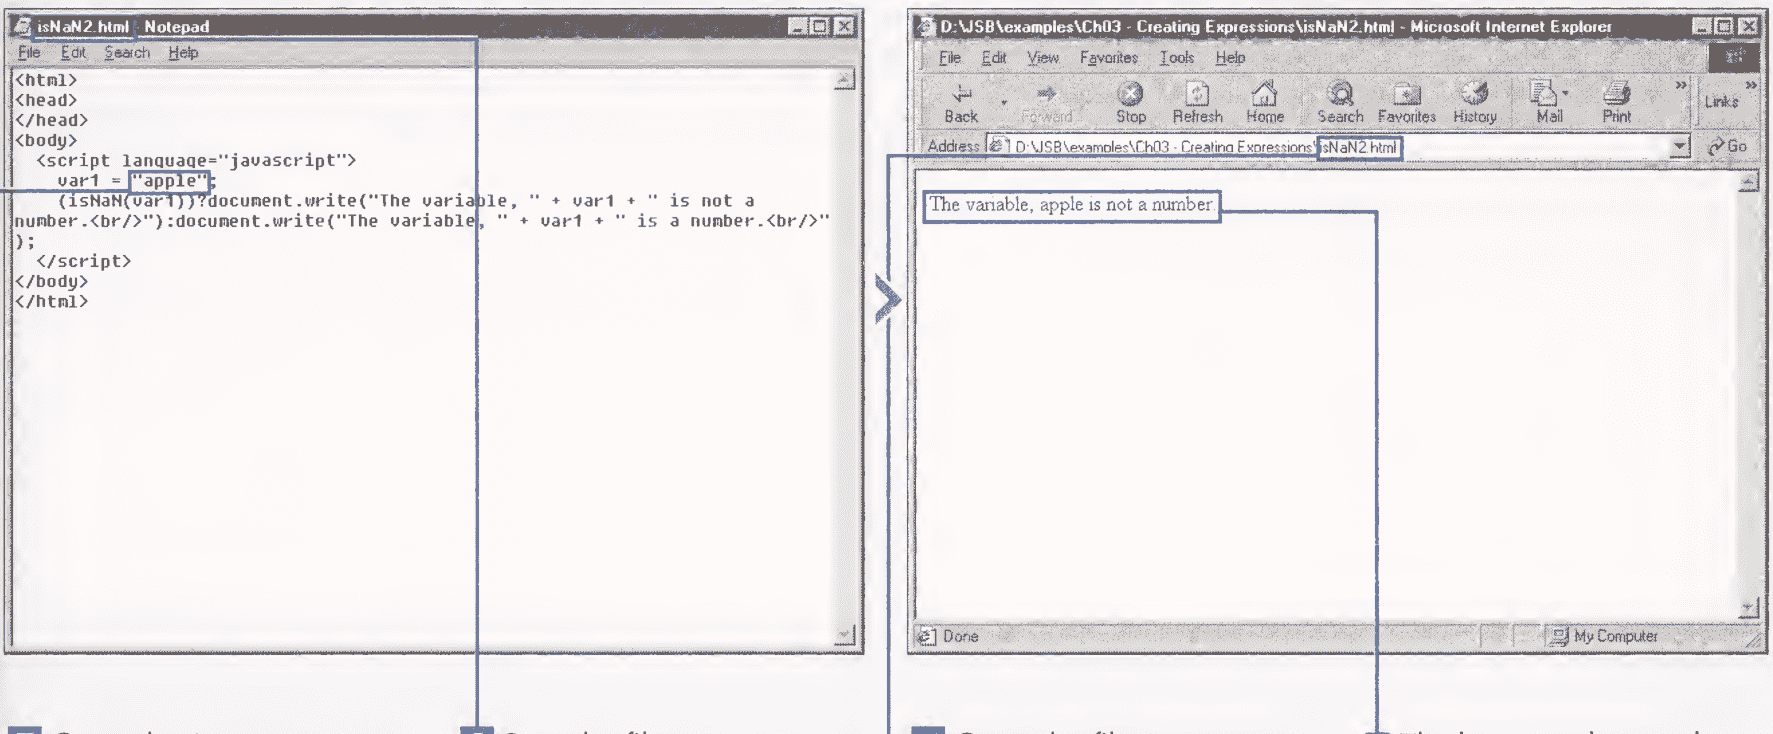 isNaN2.html - Notepad
File Edit Search Help
<html>
<head>
</head>
<body>
<script language="javascript">
var1 = "apple";
(isNaN(var1))?document.write("The variable, " + var1 + " is not a
number.<br/>"):document.write("The variable, " + var1 + " is a number.<br/>"
);
</script>
</body>
</html>
D:\JSB\examples\Ch03 - Creating Expressions\isNaN2.html - Microsoft Internet Explorer
File Edit View Favorites Tools Help
Back Forward Stop Refresh Home Search Favorites History Mail Print » Links »
Address D:\JSB\examples\Ch03 - Creating Expressions\isNaN2.html Go
The variable, apple is not a number.
Done My Computer